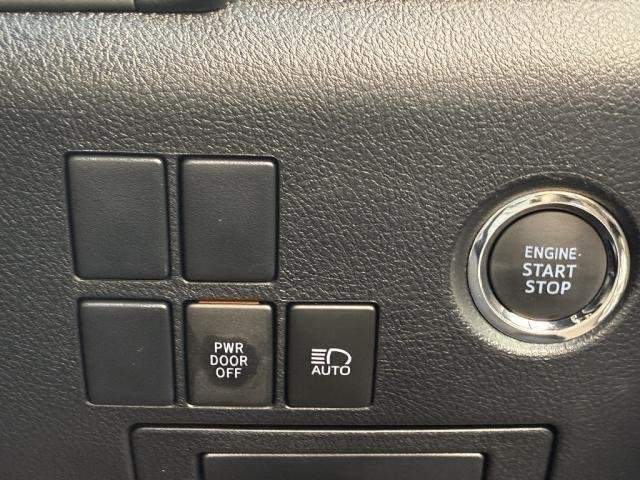 ENGINE
START
STOP
PWR
DOOR
OFF
AUTO